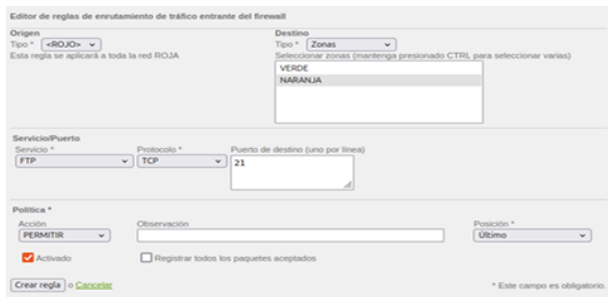 Editor de reglas de enrutamiento de tráfico entrante del firewall
Origen
Tipo * <ROJO>
Esta regla se aplicará a toda la red ROJA
Destino
Tipo * Zonas
Seleccionar zonas (mantenga presionado CTRL para seleccionar varias)
VERDE
NARANJA
Servicio/Puerto
Servicio * Protocolo * Puerto de destino (uno por línea)
FTP TCP 21
Política *
Acción Observación Posición *
PERMITIR Último
Activado Registrar todos los paquetes aceptados
Crear regla o Cancelar * Este campo es obligatorio.